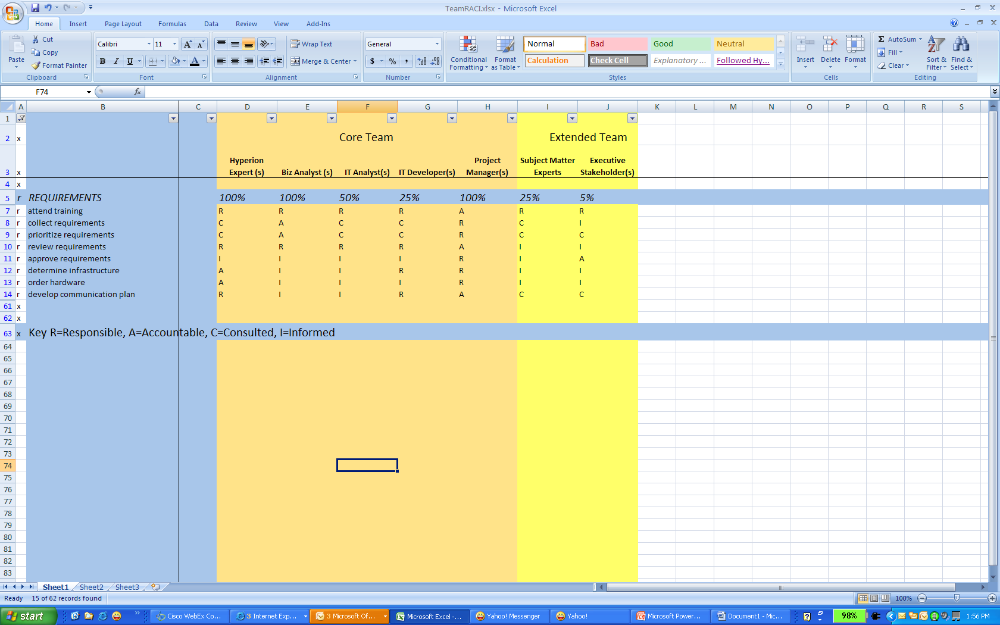 TeamRACI.xlsx - Microsoft Excel
Home Insert Page Layout Formulas Data Review View Add-Ins
Paste Cut Copy Format Painter
Calibri 11
B I U
Wrap Text
Merge & Center
General
$ % ,
Conditional Formatting Format as Table
Normal Bad Good Neutral
Calculation Check Cell Explanatory ... Followed Hy...
Insert Delete Format
Σ AutoSum Fill Clear
Sort & Filter Find & Select
Clipboard Font Alignment Number Styles Cells Editing
F74 fx
A B C D E F G H I J K L M N O P Q R S
1
2 x Core Team Extended Team
3 x Hyperion Expert (s) Biz Analyst (s) IT Analyst(s) IT Developer(s) Project Manager(s) Subject Matter Experts Executive Stakeholder(s)
4 x
5 r REQUIREMENTS 100% 100% 50% 25% 100% 25% 5%
7 r attend training R R R R A R R
8 r collect requirements C A C C R C I
9 r prioritize requirements C A C C R C C
10 r review requirements R R R R A I I
11 r approve requirements I I I I R I A
12 r determine infrastructure A I I R R I I
13 r order hardware A I I I R I I
14 r develop communication plan R I I R A C C
61 x
62 x
63 x Key R=Responsible, A=Accountable, C=Consulted, I=Informed
64
65
66
67
68
69
70
71
72
73
74
75
76
77
78
79
80
81
82
83
Sheet1 Sheet2 Sheet3
Ready 15 of 62 records found 100%
start Cisco WebEx Co... 3 Internet Exp... 3 Microsoft Of... Microsoft Excel -... Yahoo! Messenger Yahoo! Microsoft Power... Document1 - Mic... 98% 1:56 PM